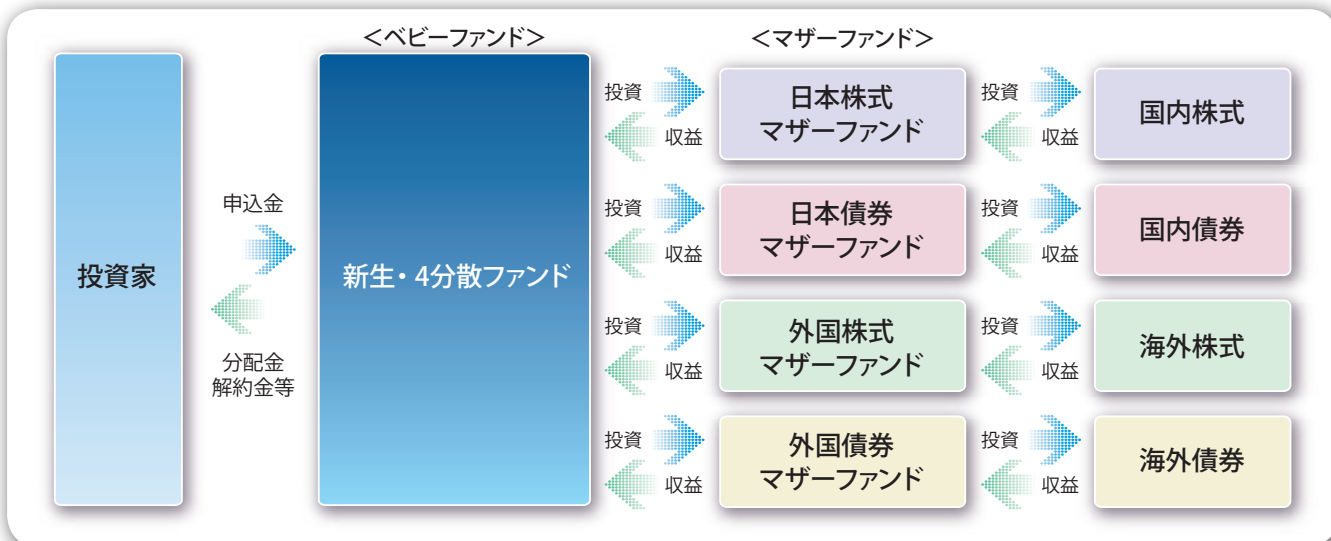 <ベビーファンド>
<マザーファンド>
投資家
申込金
分配金
解約金等
新生・4分散ファンド
投資
収益
日本株式
マザーファンド
投資
収益
国内株式
投資
収益
日本債券
マザーファンド
投資
収益
国内債券
投資
収益
外国株式
マザーファンド
投資
収益
海外株式
投資
収益
外国債券
マザーファンド
投資
収益
海外債券